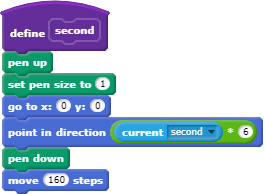 define second
pen up
set pen size to 1
go to x: 0 y: 0
point in direction current second * 6
pen down
move 160 steps